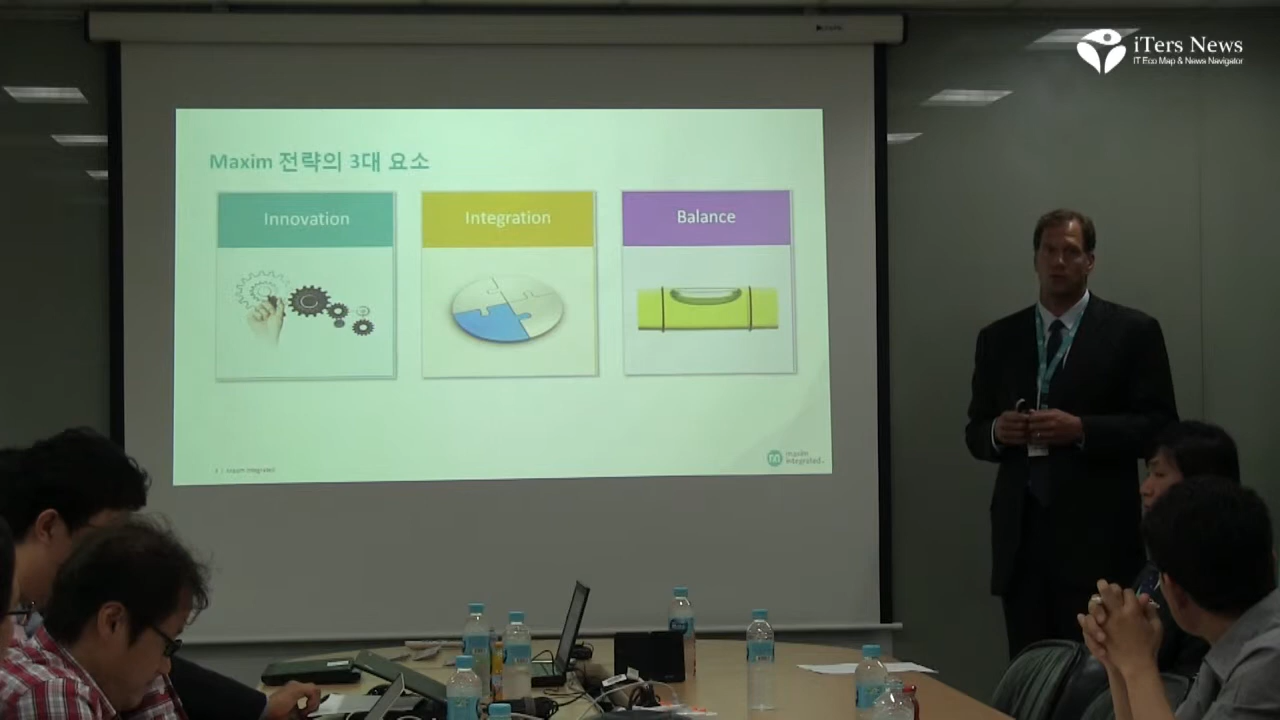 iTers News
IT Eco Map & News Navigator
Maxim 전략의 3대 요소
Innovation
Integration
Balance
maxim
integrated